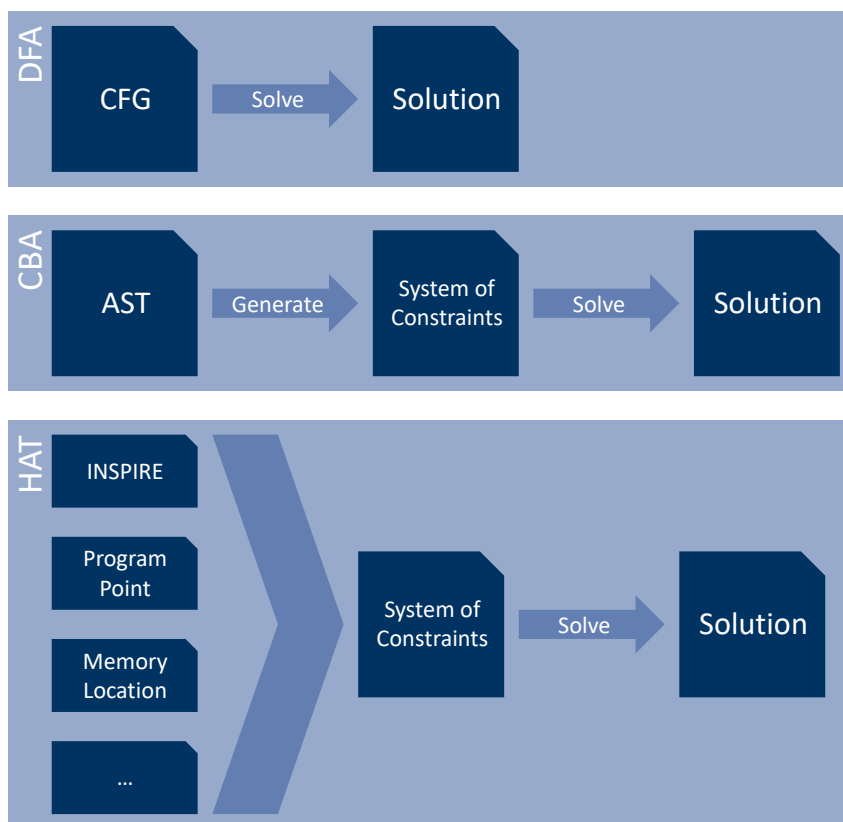 DFA
CFG
Solve
Solution
CBA
AST
Generate
System of
Constraints
Solve
Solution
HAT
INSPIRE
Program
Point
Memory
Location
...
System of
Constraints
Solve
Solution